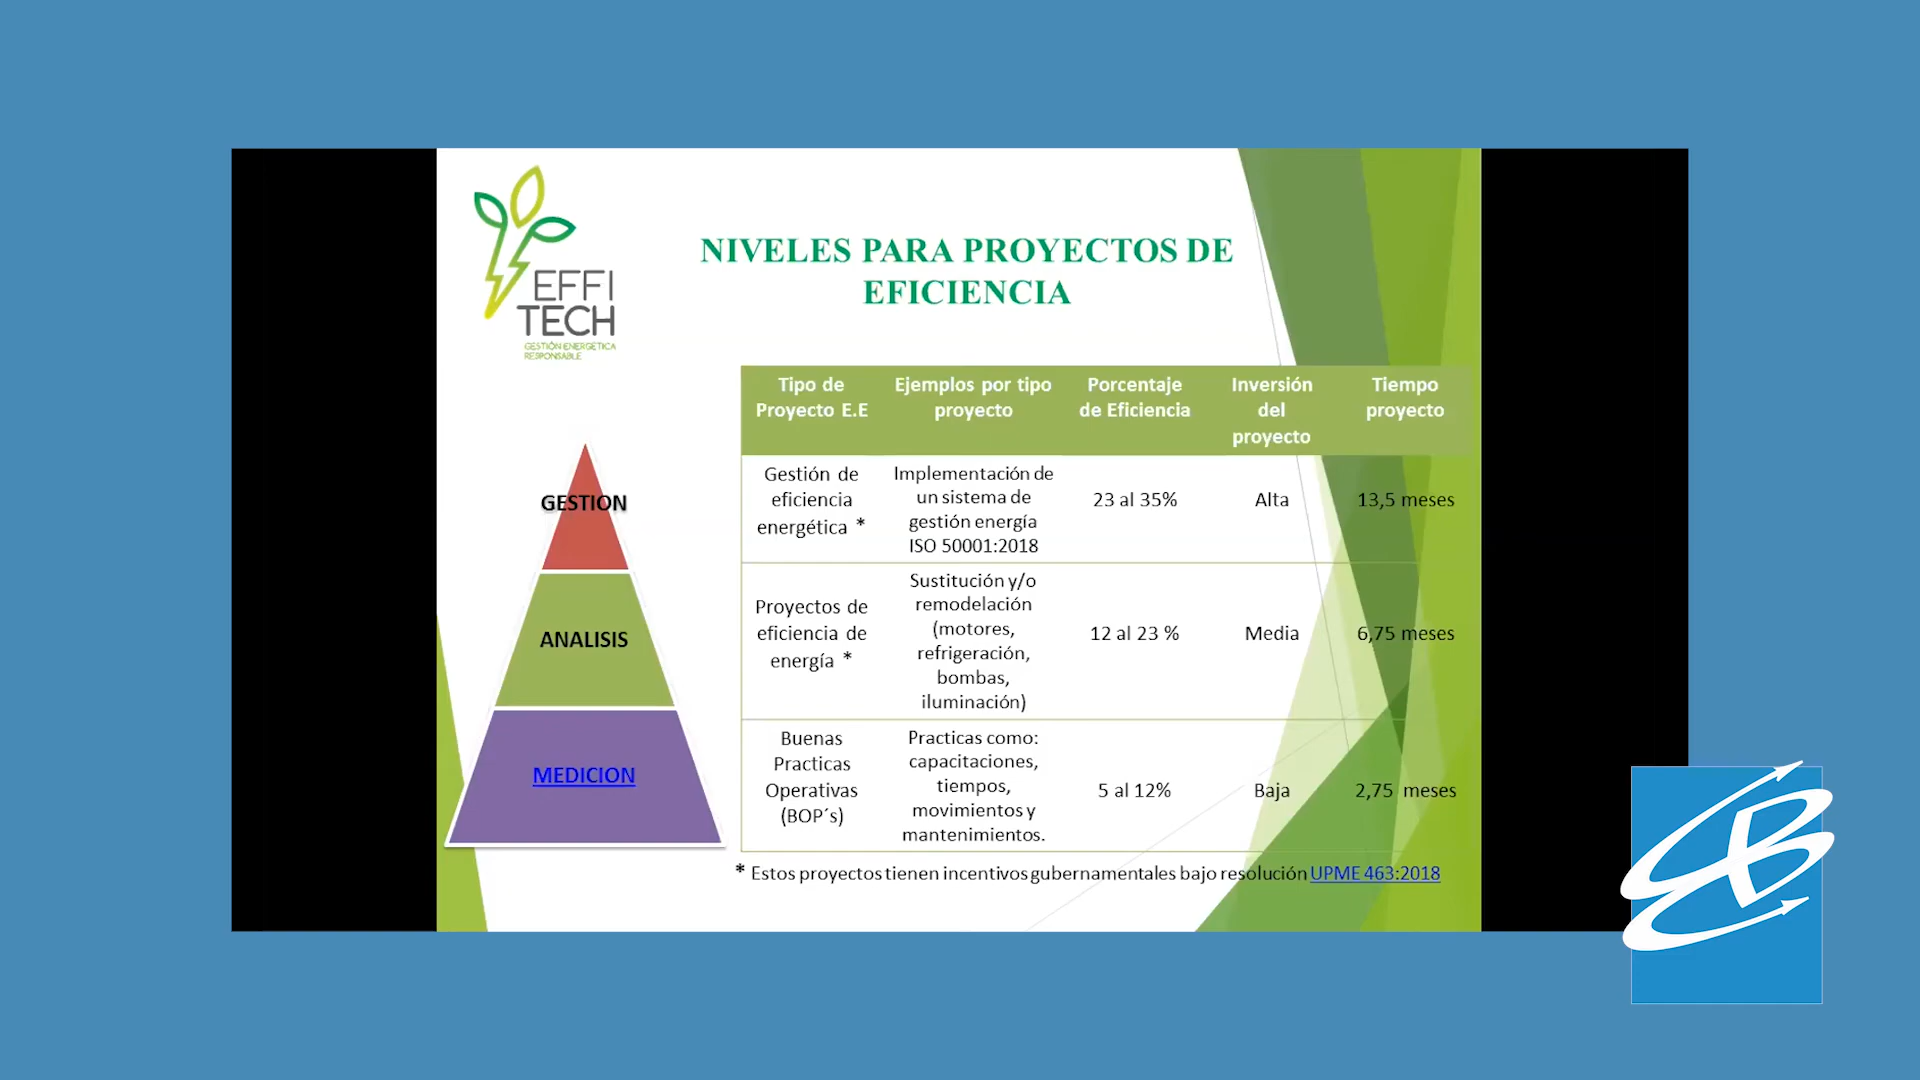 EFFI
TECH
GESTIÓN ENERGETICA
RESPONSABLE
NIVELES PARA PROYECTOS DE
EFICIENCIA
GESTION
ANALISIS
MEDICION
Tipo de
Proyecto E.E
Ejemplos por tipo
proyecto
Porcentaje
de Eficiencia
Inversión
del
proyecto
Tiempo
proyecto
Gestión de
eficiencia
energética *
Implementación de
un sistema de
gestión energía
ISO 50001:2018
23 al 35%
Alta
13,5 meses
Proyectos de
eficiencia de
energía *
Sustitución y/o
remodelación
(motores,
refrigeración,
bombas,
iluminación)
12 al 23 %
Media
6,75 meses
Buenas
Practicas
Operativas
(BOP´s)
Practicas como:
capacitaciones,
tiempos,
movimientos y
mantenimientos.
5 al 12%
Baja
2,75 meses
* Estos proyectos tienen incentivos gubernamentales bajo resolución UPME 463:2018